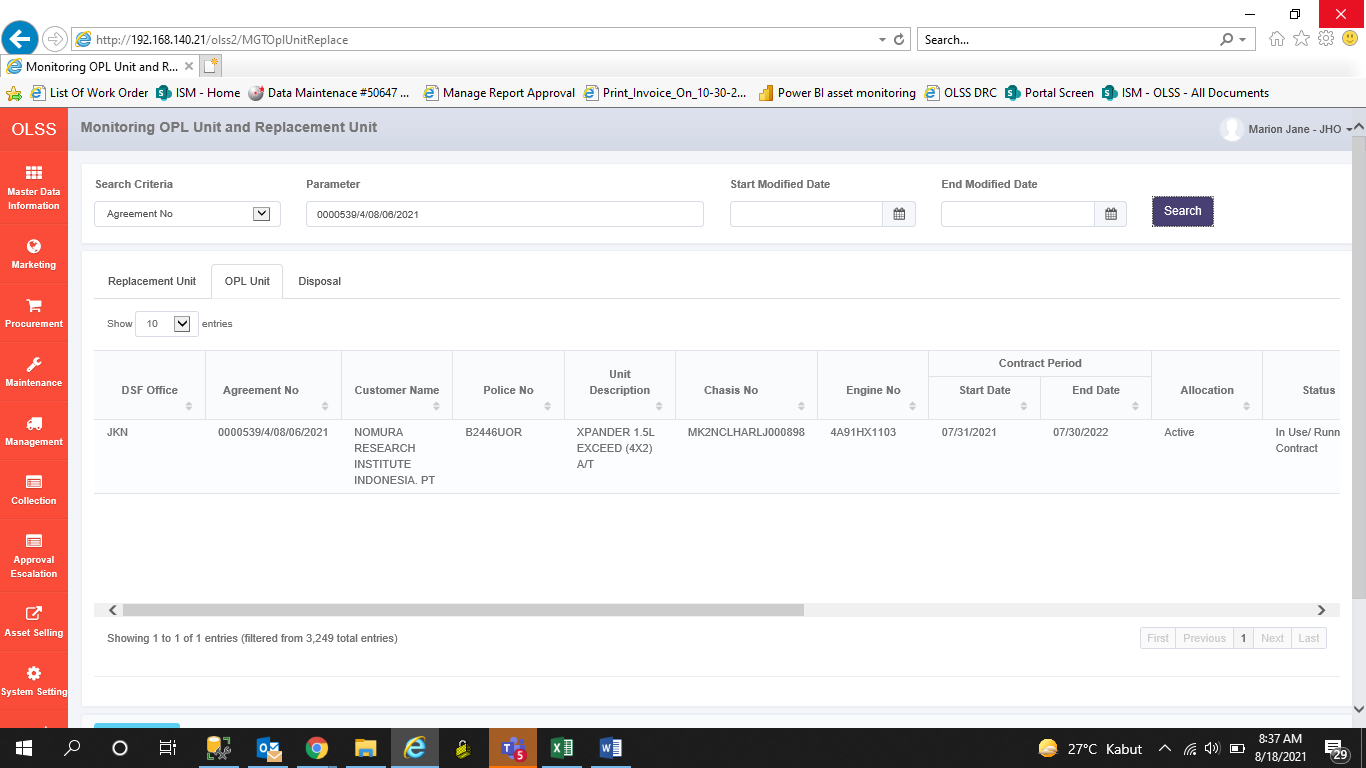 http://192.168.140.21/olss2/MGTOplUnitReplace
Search...
Monitoring OPL Unit and R...
List Of Work Order
ISM - Home
Data Maintenace #50647 ...
Manage Report Approval
Print_Invoice_On_10-30-2...
Power BI asset monitoring
OLSS DRC
Portal Screen
ISM - OLSS - All Documents
OLSS
Monitoring OPL Unit and Replacement Unit
Marion Jane - JHO
Master Data
Information
Marketing
Procurement
Maintenance
Management
Collection
Approval
Escalation
Asset Selling
System Setting
Search Criteria
Parameter
Start Modified Date
End Modified Date
Agreement No
0000539/4/08/06/2021
Search
Replacement Unit
OPL Unit
Disposal
Show 10 entries
DSF Office
Agreement No
Customer Name
Police No
Unit
Description
Chasis No
Engine No
Contract Period
Start Date
End Date
Allocation
Status
JKN
0000539/4/08/06/2021
NOMURA
RESEARCH
INSTITUTE
INDONESIA. PT
B2446UOR
XPANDER 1.5L
EXCEED (4X2)
A/T
MK2NCLHARLJ000898
4A91HX1103
07/31/2021
07/30/2022
Active
In Use/ Runn
Contract
Showing 1 to 1 of 1 entries (filtered from 3,249 total entries)
First
Previous
1
Next
Last
27°C Kabut
8:37 AM
8/18/2021
29